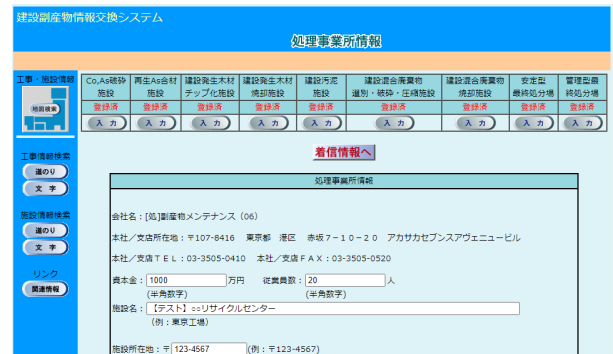 建設副産物情報交換システム
処理事業所情報
工事・施設情報
地図検索
Co,As破砕施設 再生As合材施設 建設発生木材チップ化施設 建設発生木材焼却施設 建設汚泥施設 建設混合廃棄物選別・破砕・圧縮施設 建設混合廃棄物焼却施設 安定型最終処分場 管理型最終処分場
登録済 登録済 登録済 登録済 登録済 登録済 登録済 登録済 登録済
入 力 入 力 入 力 入 力 入 力 入 力 入 力 入 力 入 力
着信情報へ
工事情報検索
道のり
文 字
施設情報検索
道のり
文 字
リンク
関連情報
処理事業所情報
会社名：[処]副産物メンテナンス（06）
本社／支店所在地：〒107-8416 東京都 港区 赤坂７－１０－２０ アカサカセブンスアヴェニュービル
本社／支店ＴＥＬ：03-3505-0410 本社／支店ＦＡＸ：03-3505-0520
資本金：1000 万円 従業員数：20 人
(半角数字) (半角数字)
施設名：【テスト】○○リサイクルセンター
(例：東京工場)
施設所在地：〒123-4567 (例：〒123-4567)